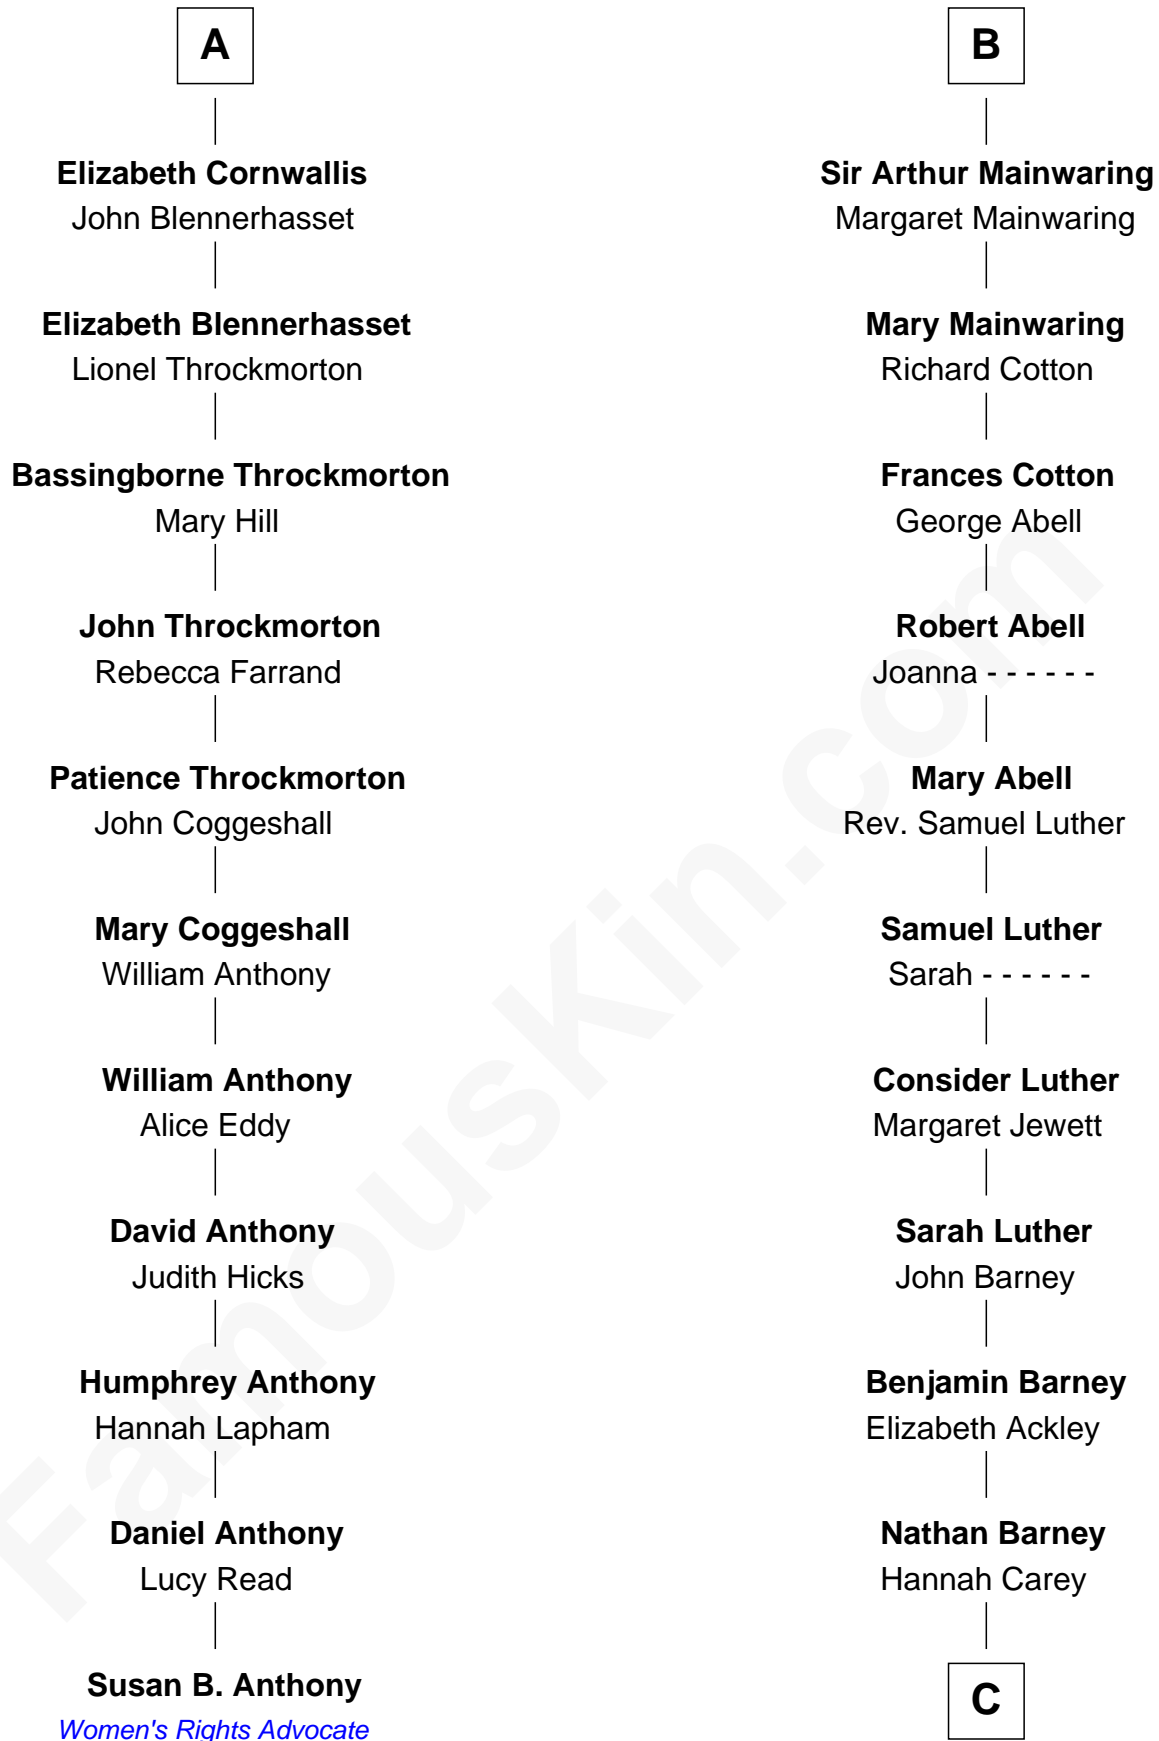 A
Elizabeth Cornwallis
John Blennerhasset
Elizabeth Blennerhasset
Lionel Throckmorton
Bassingborne Throckmorton
Mary Hill
John Throckmorton
Rebecca Farrand
Patience Throckmorton
John Coggeshall
Mary Coggeshall
William Anthony
William Anthony
Alice Eddy
David Anthony
Judith Hicks
Humphrey Anthony
Hannah Lapham
Daniel Anthony
Lucy Read
Susan B. Anthony
Women's Rights Advocate
B
Sir Arthur Mainwaring
Margaret Mainwaring
Mary Mainwaring
Richard Cotton
Frances Cotton
George Abell
Robert Abell
Joanna - - - - - -
Mary Abell
Rev. Samuel Luther
Samuel Luther
Sarah - - - - - -
Consider Luther
Margaret Jewett
Sarah Luther
John Barney
Benjamin Barney
Elizabeth Ackley
Nathan Barney
Hannah Carey
C
FamousKin.com